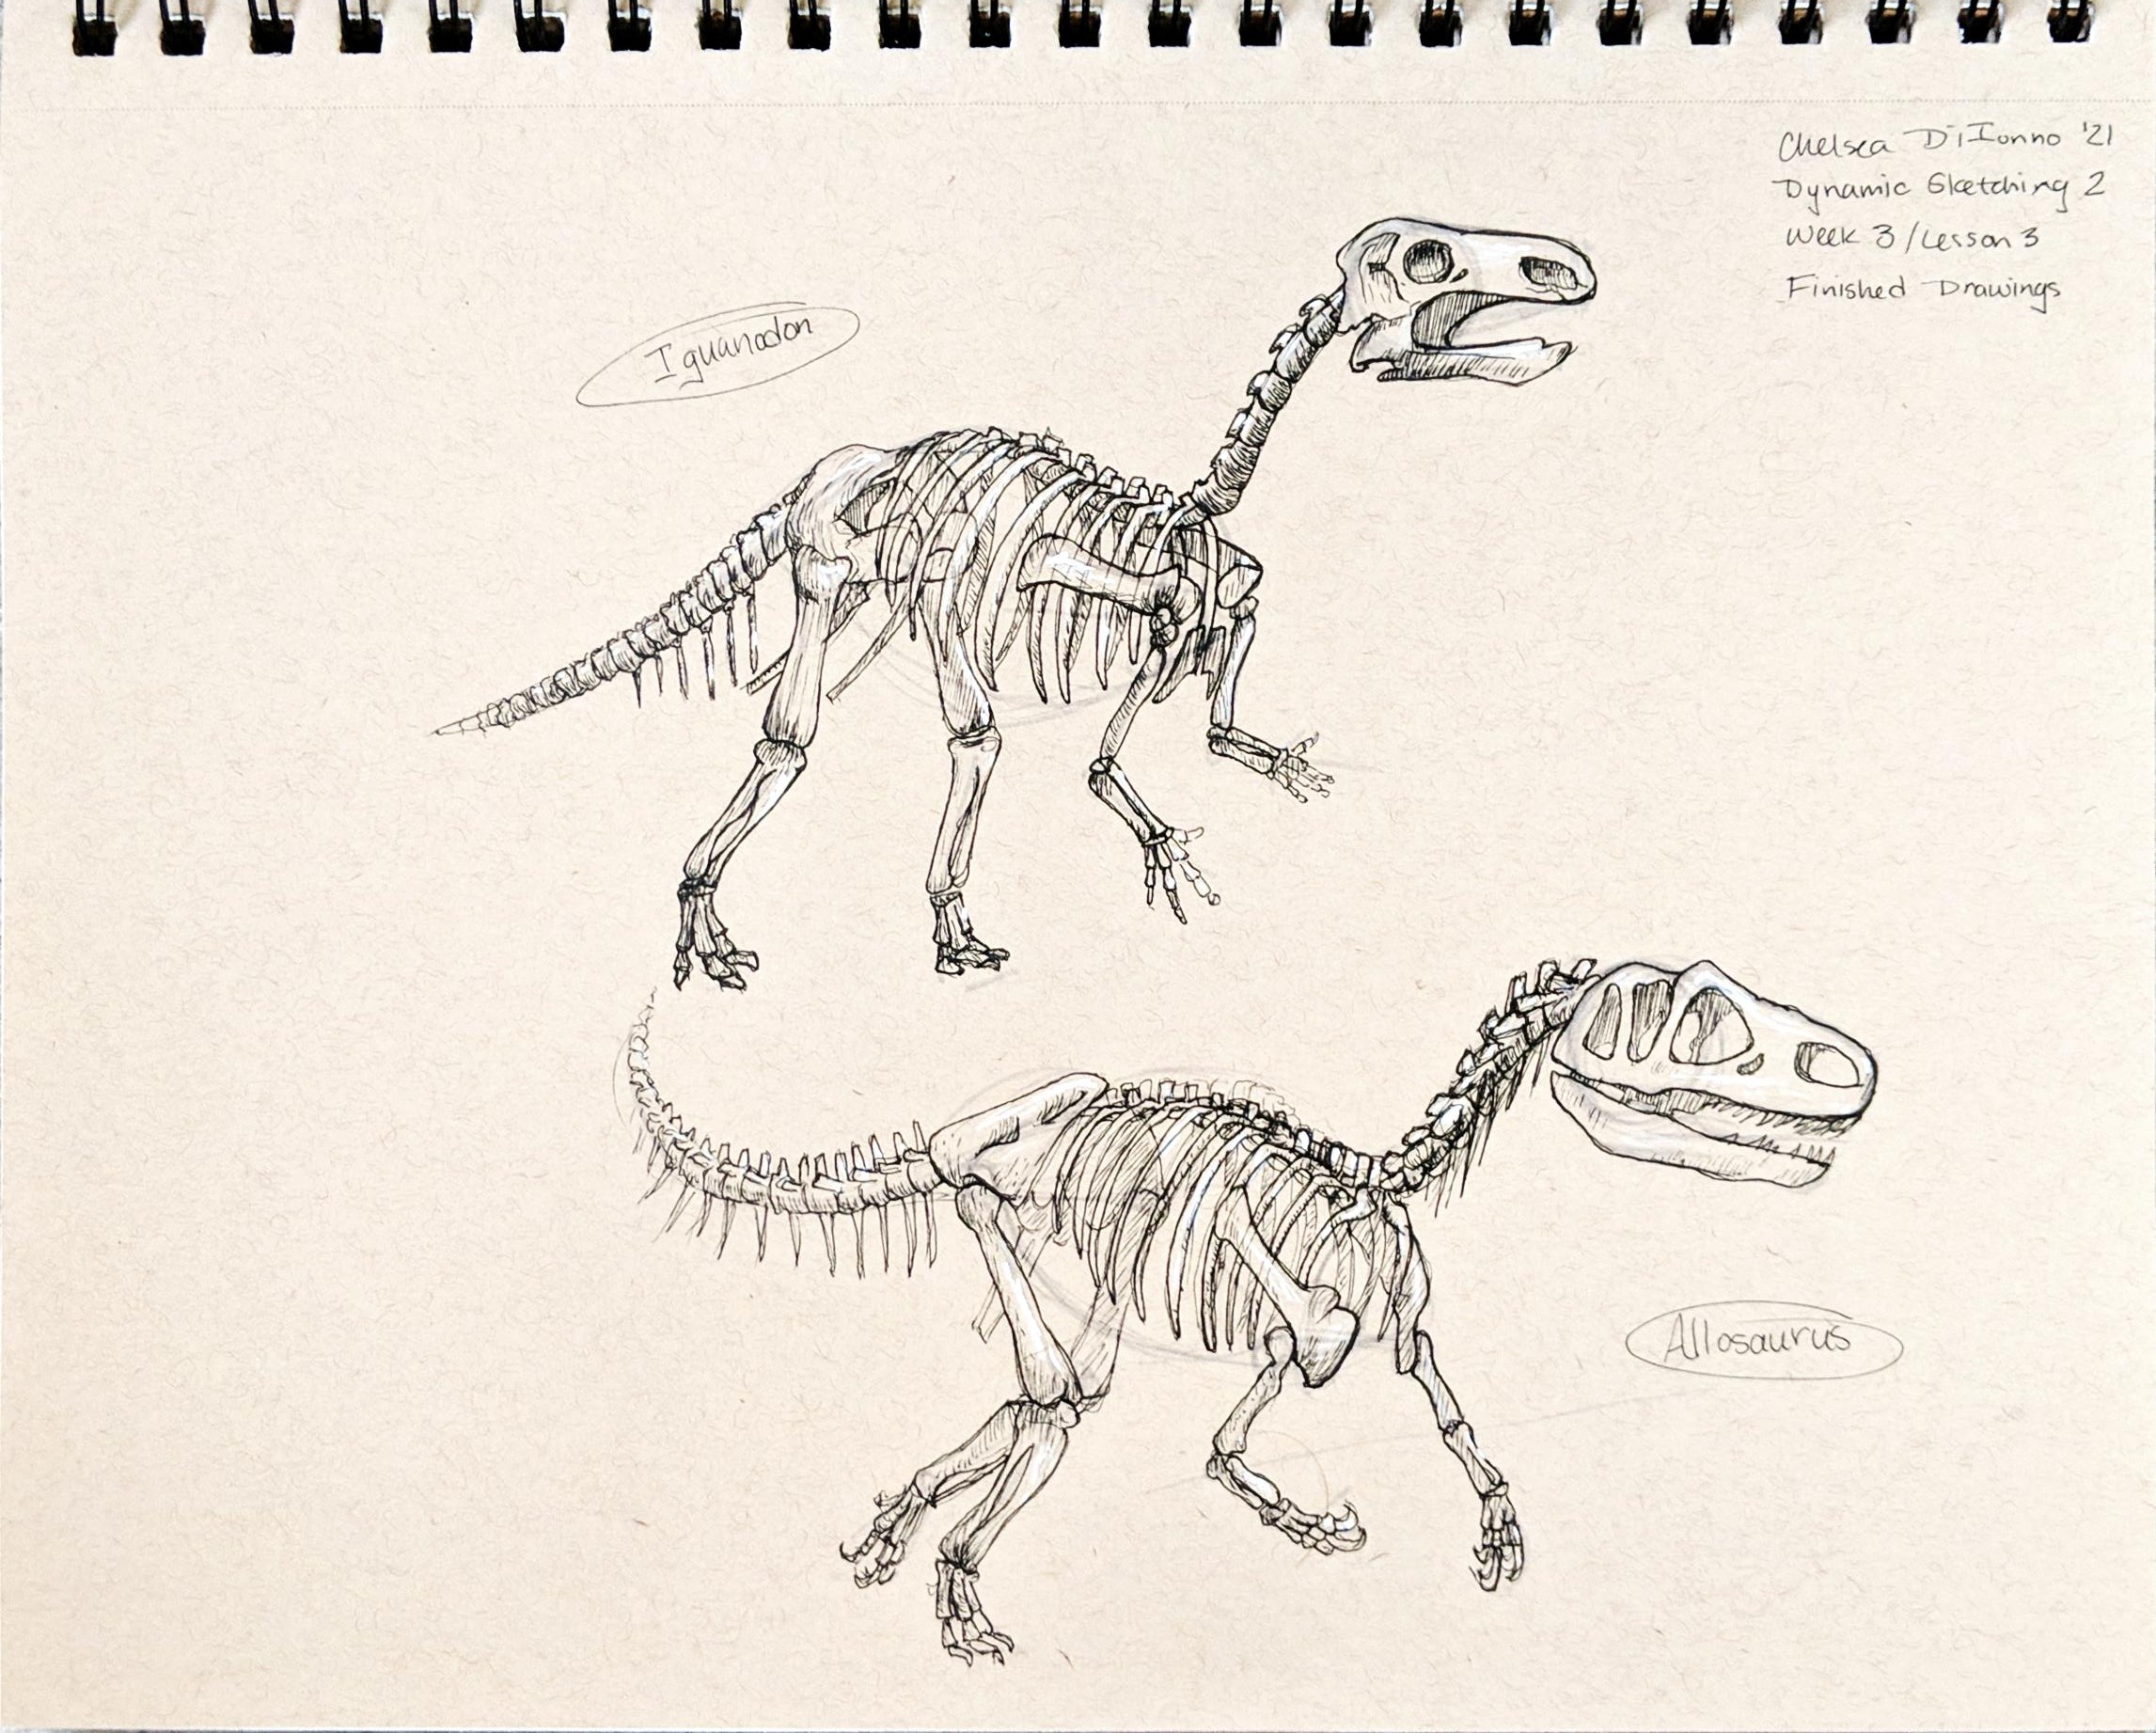 Chelsea DiIonno '21
Dynamic Sketching 2
Week 3/Lesson 3
Finished Drawings
Iguanodon
Allosaurus